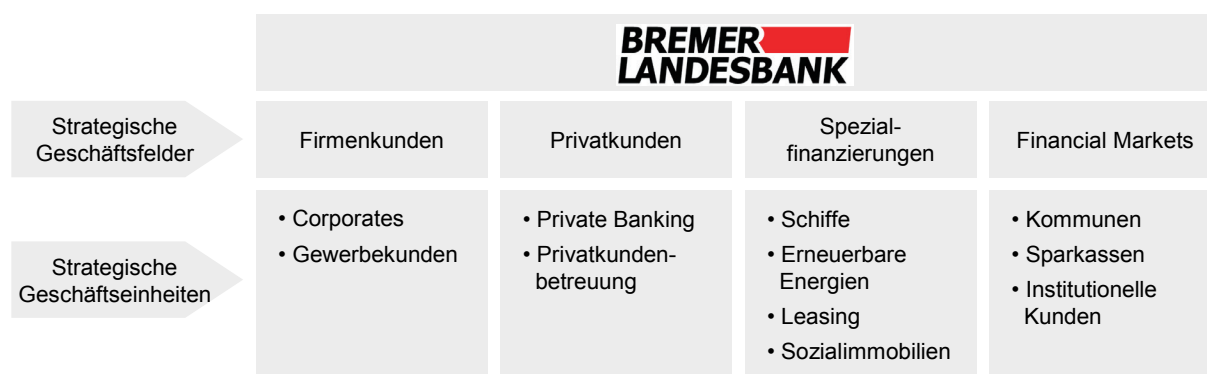 BREMER
LANDESBANK
Strategische
Geschäftsfelder
Firmenkunden
Privatkunden
Spezial-
finanzierungen
Financial Markets
Strategische
Geschäftseinheiten
• Corporates
• Gewerbekunden
• Private Banking
• Privatkunden-
betreuung
• Schiffe
• Erneuerbare
Energien
• Leasing
• Sozialimmobilien
• Kommunen
• Sparkassen
• Institutionelle
Kunden